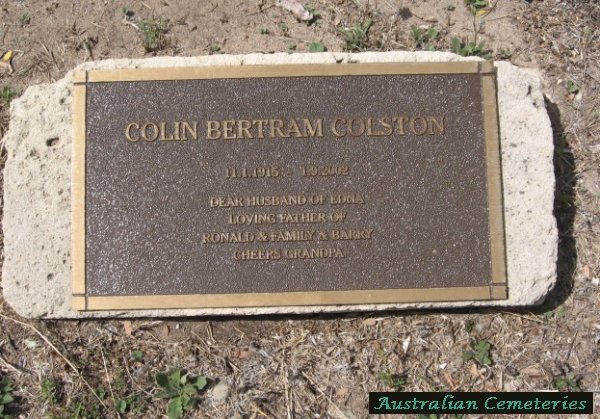 COLIN BERTRAM COLSTON
11.1.1915 - 1.9.2002
DEAR HUSBAND OF EDNA
LOVING FATHER OF
RONALD & FAMILY & BARRY
CHEERS GRANDPA
Australian Cemeteries